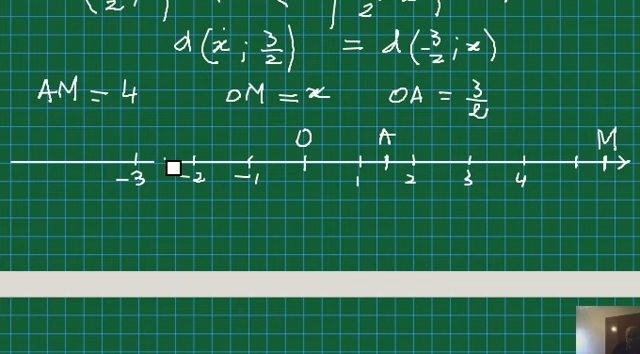 d(x ; 3/2) = d(-3/2 ; x)
AM = 4 OM = x OA = 3/2
O A M
-3 -2 -1 1 2 3 4